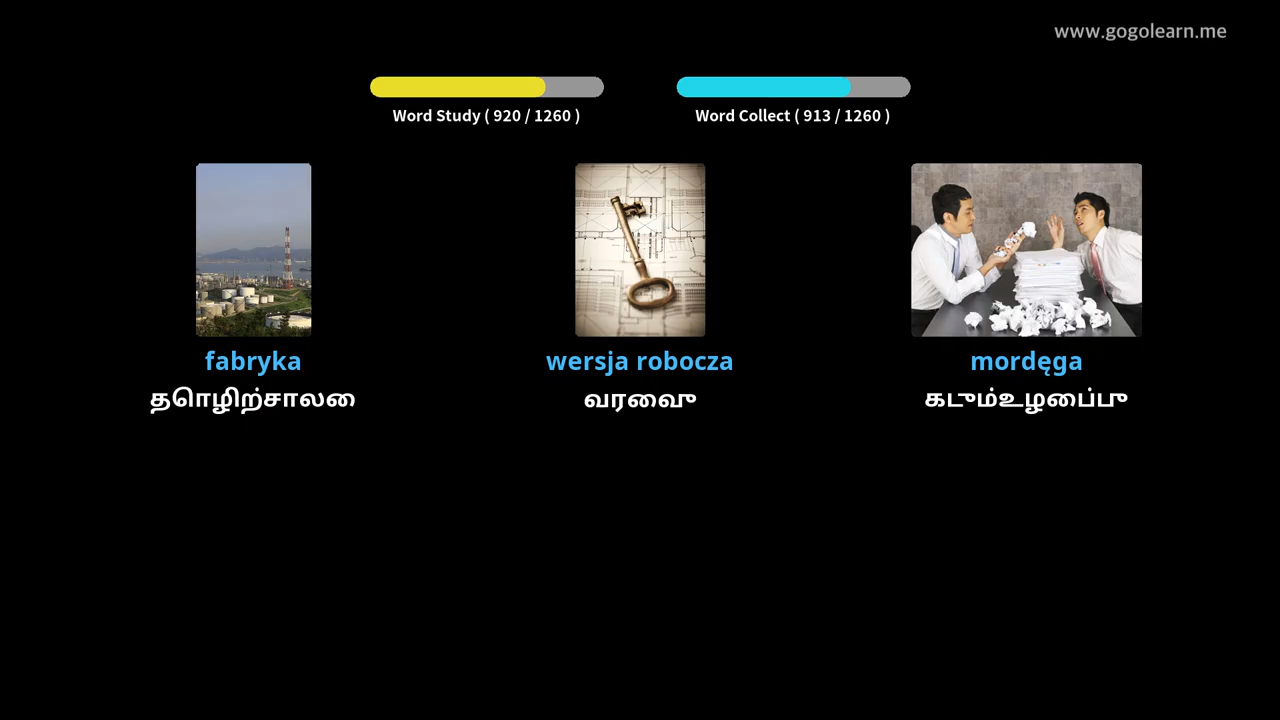 www.gogolearn.me
Word Study ( 920 / 1260 )
Word Collect ( 913 / 1260 )
fabryka
தொழிற்சாலை
wersja robocza
வரைவு
mordęga
கடும்உழைப்பு